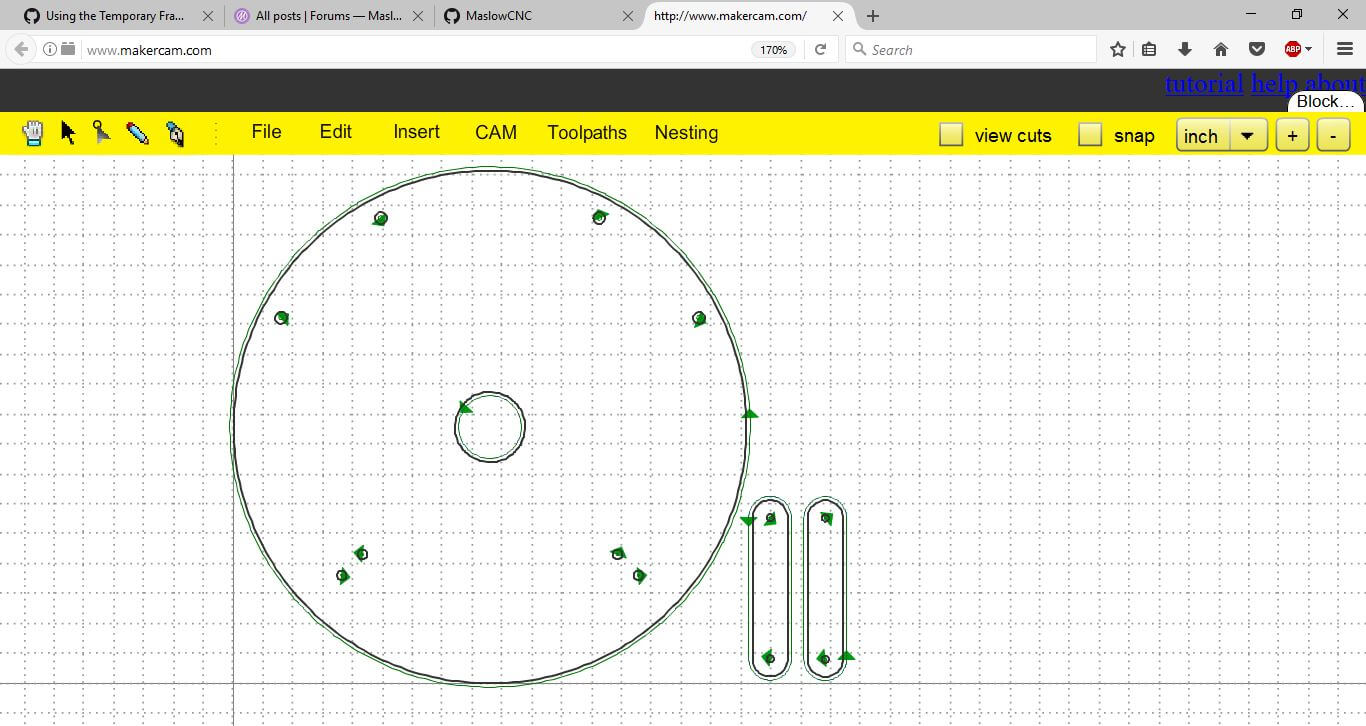 Using the Temporary Fra... All posts | Forums — Masl... MaslowCNC http://www.makercam.com/
www.makercam.com 170% Search ABP
tutorial help about
Block...
File Edit Insert CAM Toolpaths Nesting view cuts snap inch + -